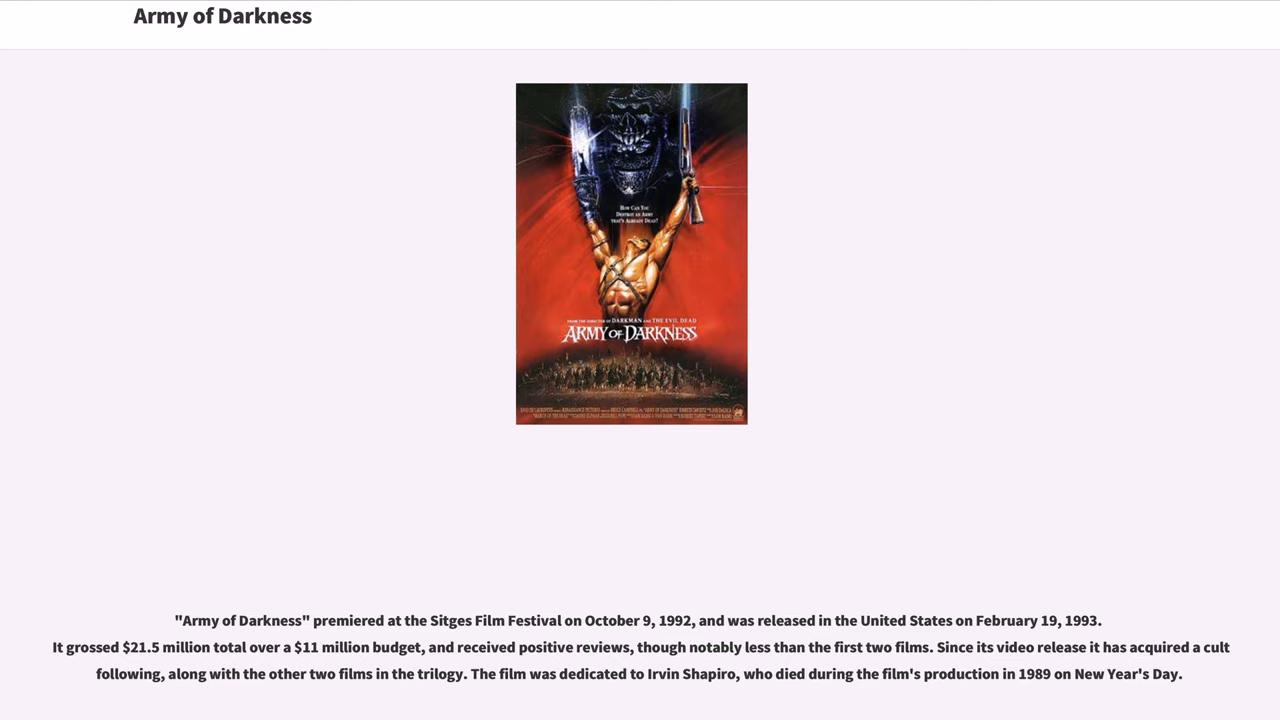 Army of Darkness
HOW CAN YOU
DESTROY AN ARMY
THAT'S ALREADY DEAD?
FROM THE DIRECTOR OF DARKMAN AND THE EVIL DEAD
ARMY OF DARKNESS
"Army of Darkness" premiered at the Sitges Film Festival on October 9, 1992, and was released in the United States on February 19, 1993.
It grossed $21.5 million total over a $11 million budget, and received positive reviews, though notably less than the first two films. Since its video release it has acquired a cult
following, along with the other two films in the trilogy. The film was dedicated to Irvin Shapiro, who died during the film's production in 1989 on New Year's Day.